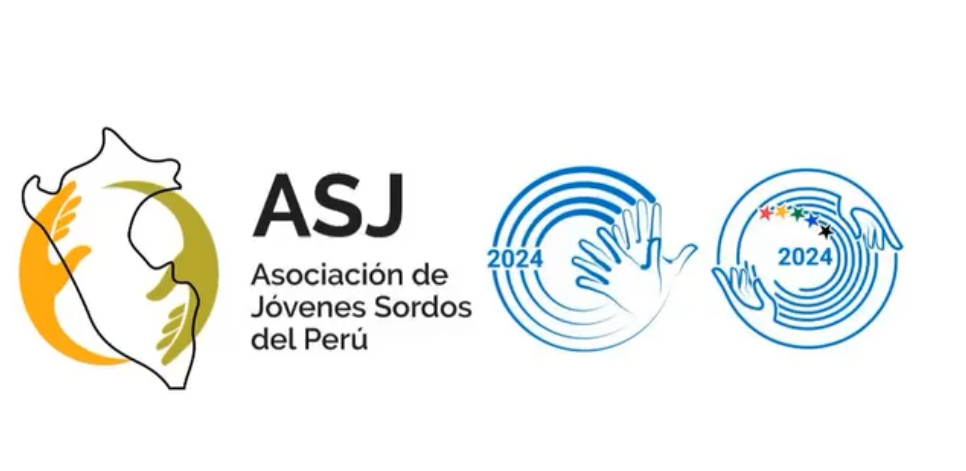 ASJ
Asociación de
Jóvenes Sordos
del Perú
2024
2024